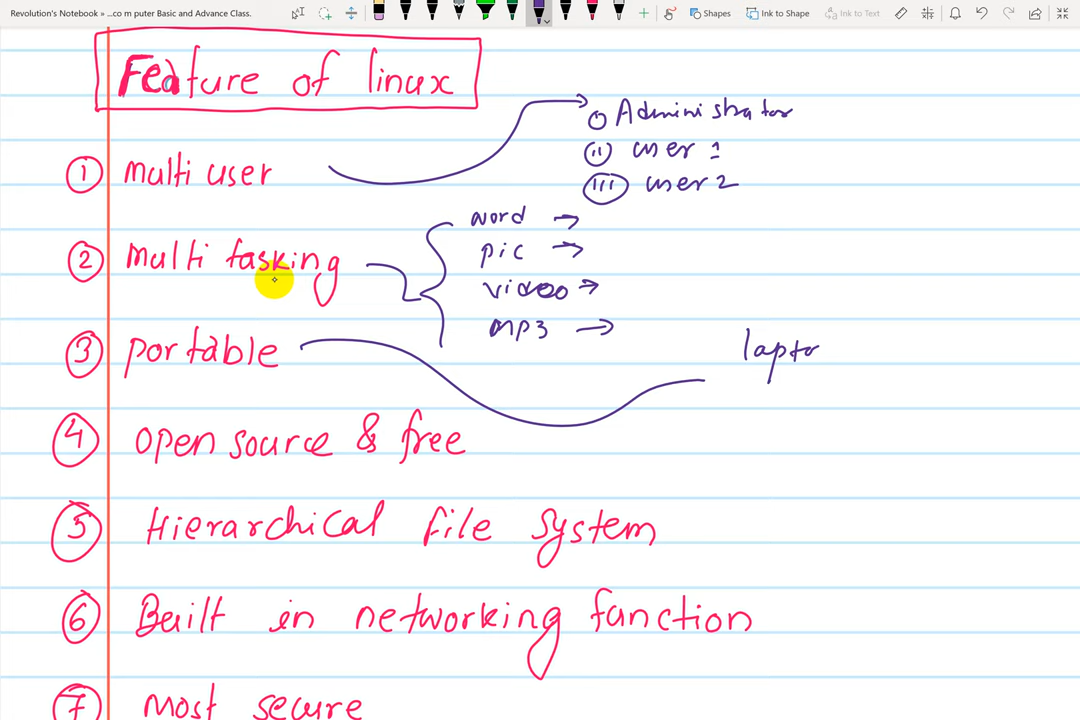 Revolution's Notebook » ...co m puter Basic and Advance Class.
Shapes
Ink to Shape
Ink to Text
Feature of linux
① multi user
Administrator
(ii) user 1
(iii) user 2
② multi tasking
word →
pic →
video →
mp3 →
③ portable
lapto
④ open source & free
⑤ Hierarchical file system
⑥ Built in networking function
⑦ most secure